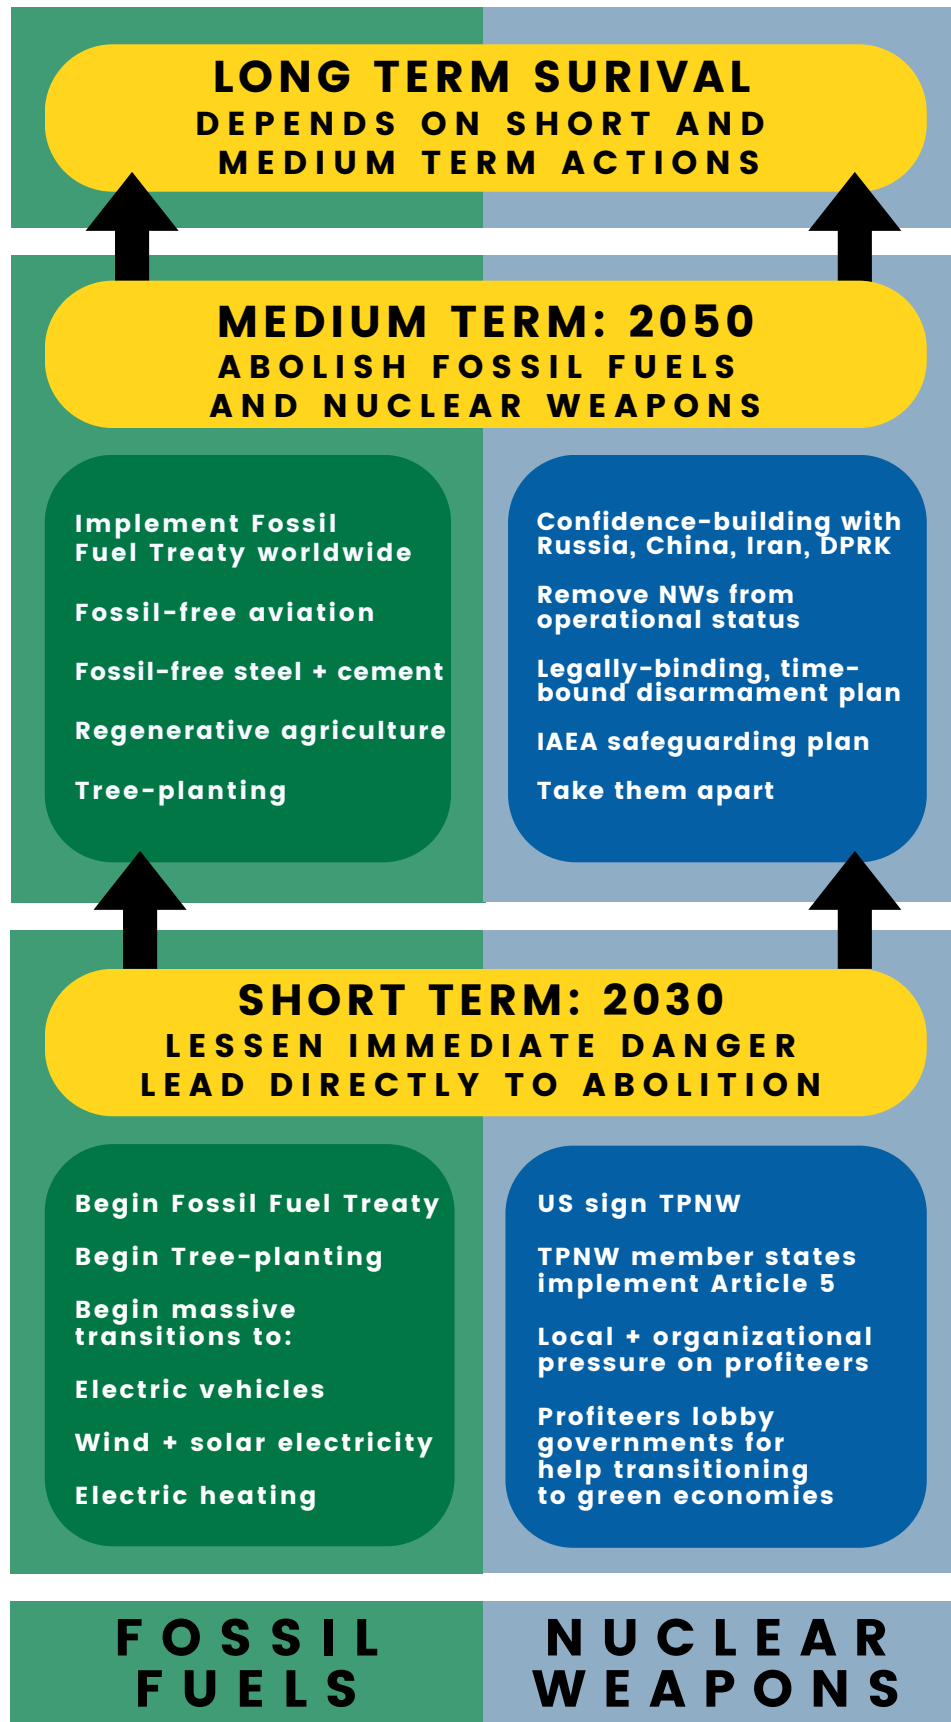 LONG TERM SURIVAL
DEPENDS ON SHORT AND
MEDIUM TERM ACTIONS
MEDIUM TERM: 2050
ABOLISH FOSSIL FUELS
AND NUCLEAR WEAPONS
Implement Fossil
Fuel Treaty worldwide
Fossil-free aviation
Fossil-free steel + cement
Regenerative agriculture
Tree-planting
Confidence-building with
Russia, China, Iran, DPRK
Remove NWs from
operational status
Legally-binding, time-
bound disarmament plan
IAEA safeguarding plan
Take them apart
SHORT TERM: 2030
LESSEN IMMEDIATE DANGER
LEAD DIRECTLY TO ABOLITION
Begin Fossil Fuel Treaty
Begin Tree-planting
Begin massive
transitions to:
Electric vehicles
Wind + solar electricity
Electric heating
US sign TPNW
TPNW member states
implement Article 5
Local + organizational
pressure on profiteers
Profiteers lobby
governments for
help transitioning
to green economies
FOSSIL
FUELS
NUCLEAR
WEAPONS